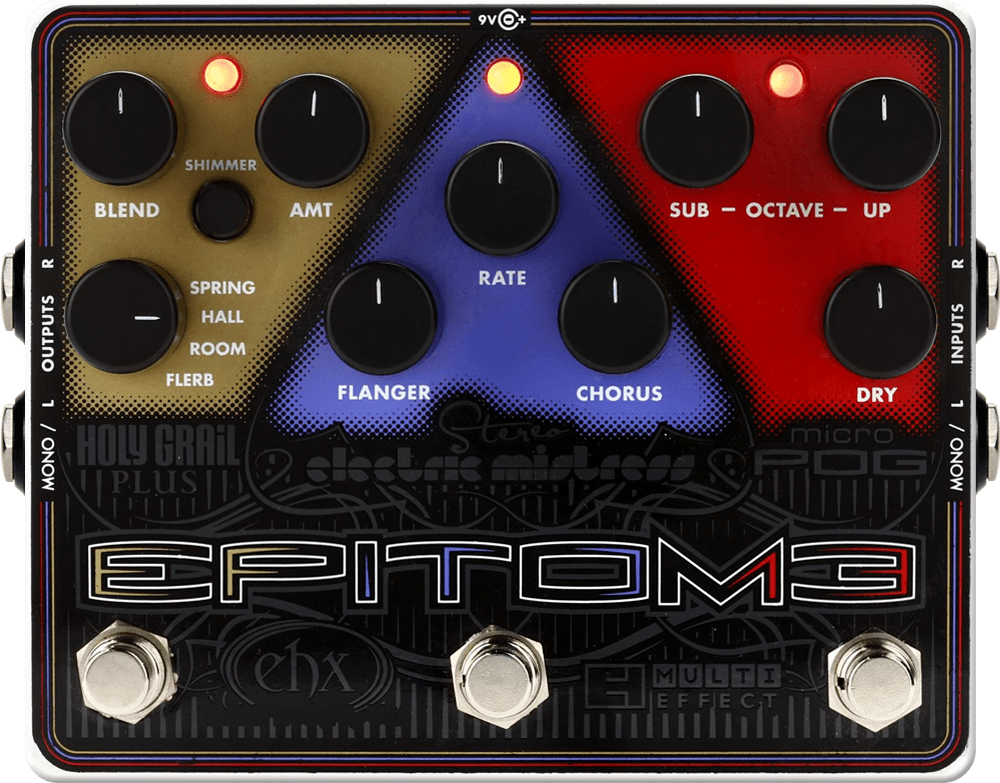 9V - +
SHIMMER
BLEND
AMT
SUB – OCTAVE – UP
RATE
SPRING
HALL
ROOM
FLERB
FLANGER
CHORUS
DRY
MONO / L OUTPUTS R
MONO / L INPUTS R
HOLY GRAIL
PLUS
Stereo
electric mistress
micro
POG
EPITOM3
ehx
MULTI
EFFECT